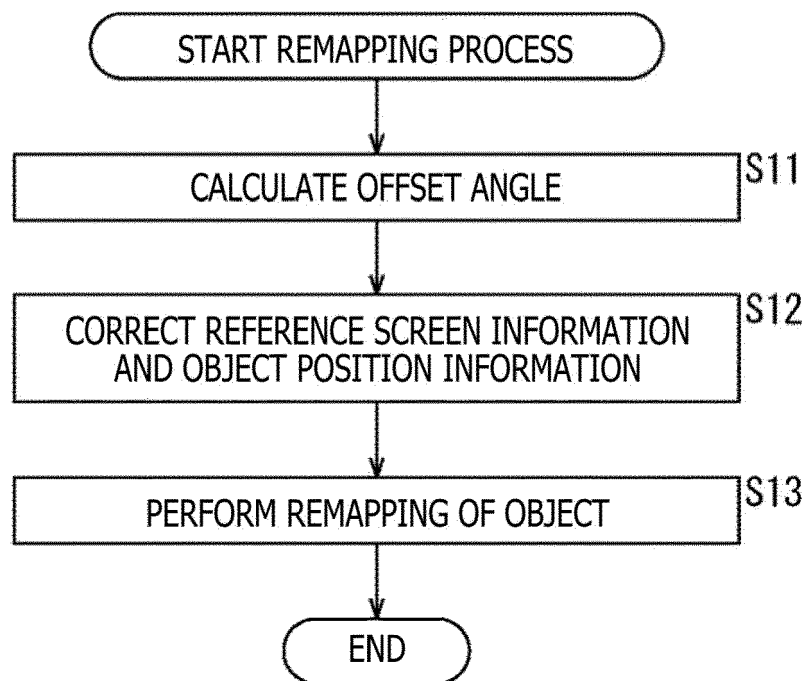 START REMAPPING PROCESS
S11
CALCULATE OFFSET ANGLE
S12
CORRECT REFERENCE SCREEN INFORMATION
AND OBJECT POSITION INFORMATION
S13
PERFORM REMAPPING OF OBJECT
END